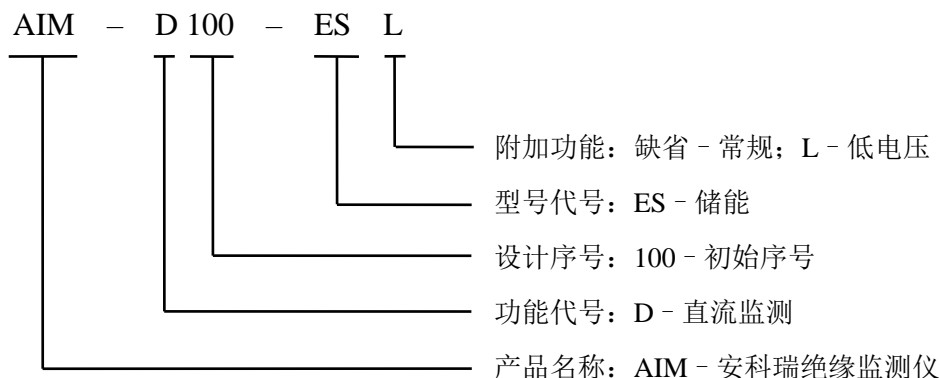 AIM – D 100 – ES L
附加功能：缺省－常规；L－低电压
型号代号：ES－储能
设计序号：100－初始序号
功能代号：D－直流监测
产品名称：AIM－安科瑞绝缘监测仪